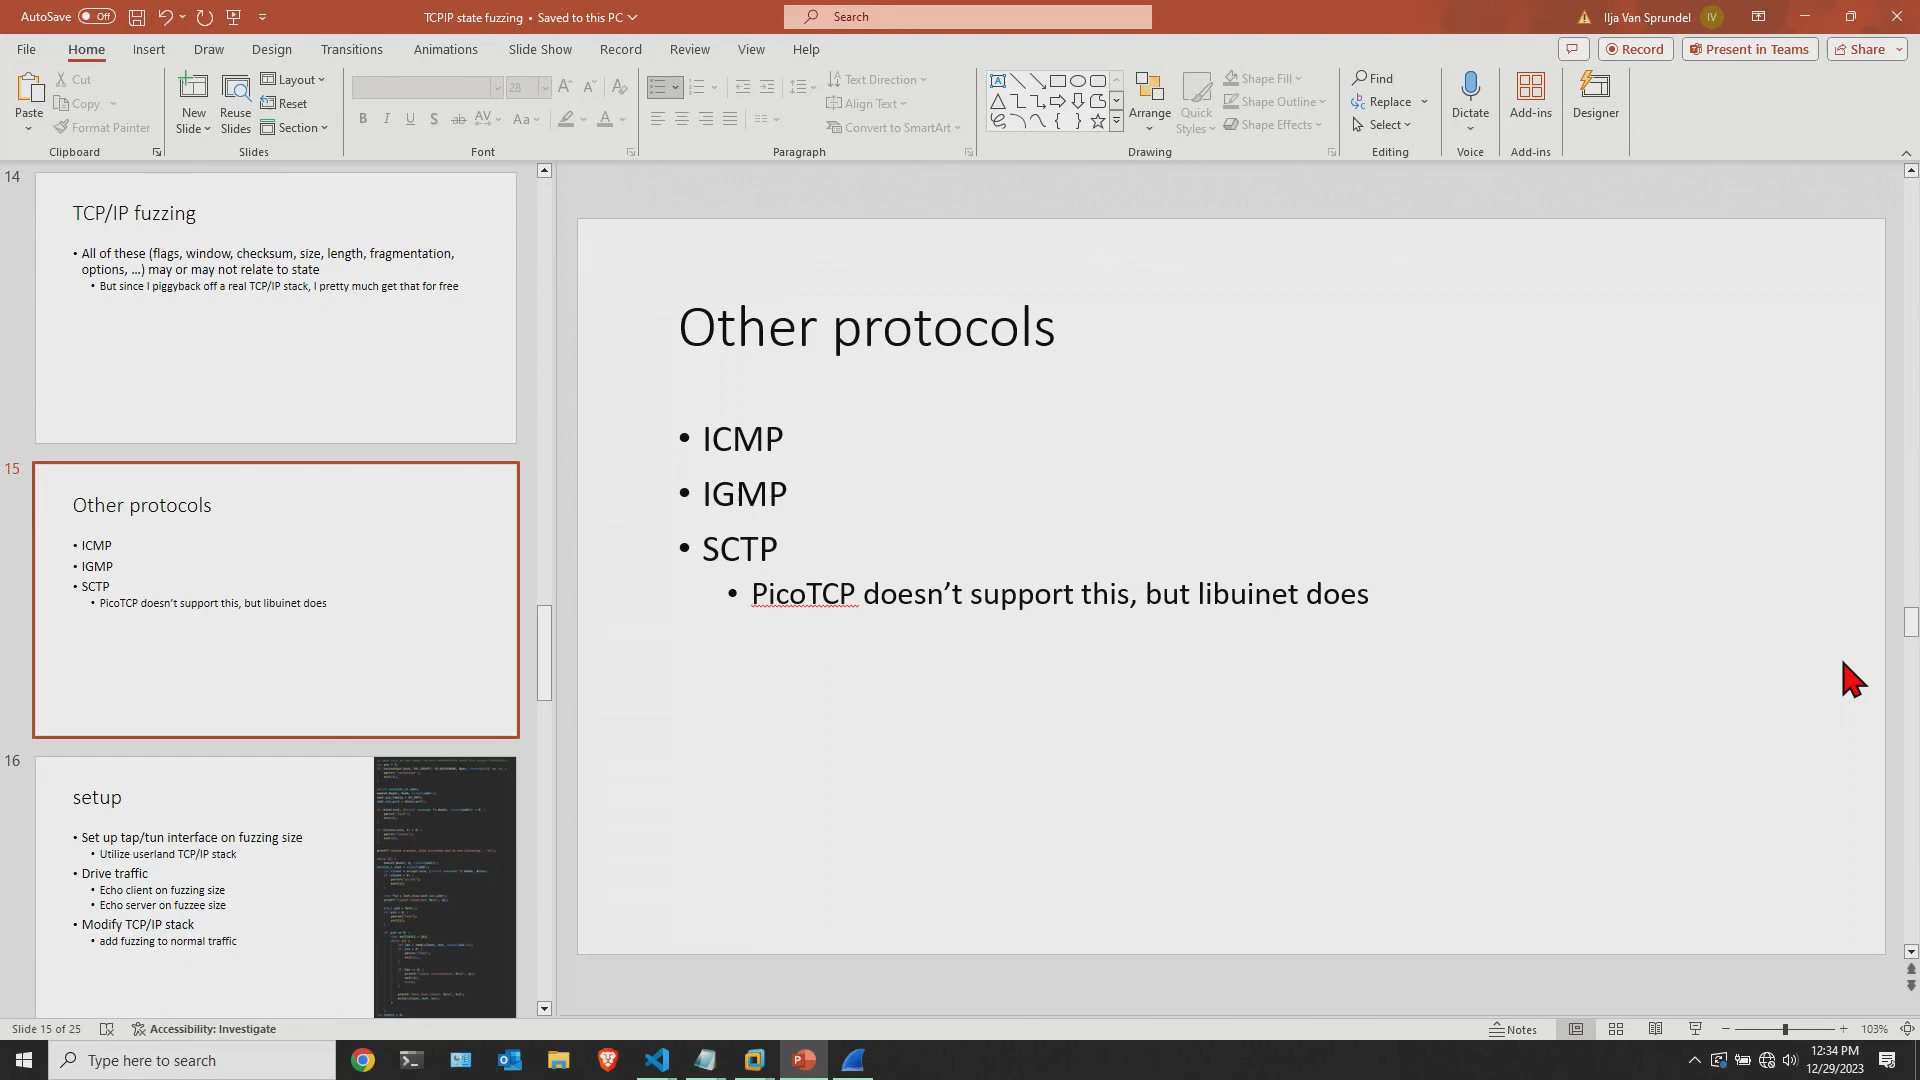 AutoSave Off
TCPIP state fuzzing • Saved to this PC
Search
Ilja Van Sprundel IV
File Home Insert Draw Design Transitions Animations Slide Show Record Review View Help
Record Present in Teams Share
Paste
Cut
Copy
Format Painter
Clipboard
New Slide
Reuse Slides
Layout
Reset
Section
Slides
28
B I U S ab AV Aa A
Font
Text Direction
Align Text
Convert to SmartArt
Paragraph
Arrange
Quick Styles
Shape Fill
Shape Outline
Shape Effects
Drawing
Find
Replace
Select
Editing
Dictate
Voice
Add-ins
Add-ins
Designer
14
TCP/IP fuzzing
• All of these (flags, window, checksum, size, length, fragmentation,
options, …) may or may not relate to state
• But since I piggyback off a real TCP/IP stack, I pretty much get that for free
15
Other protocols
• ICMP
• IGMP
• SCTP
• PicoTCP doesn’t support this, but libuinet does
16
setup
• Set up tap/tun interface on fuzzing size
• Utilize userland TCP/IP stack
• Drive traffic
• Echo client on fuzzing size
• Echo server on fuzzee size
• Modify TCP/IP stack
• add fuzzing to normal traffic
Other protocols
• ICMP
• IGMP
• SCTP
• PicoTCP doesn’t support this, but libuinet does
Slide 15 of 25
Accessibility: Investigate
Notes
103%
Type here to search
12:34 PM
12/29/2023